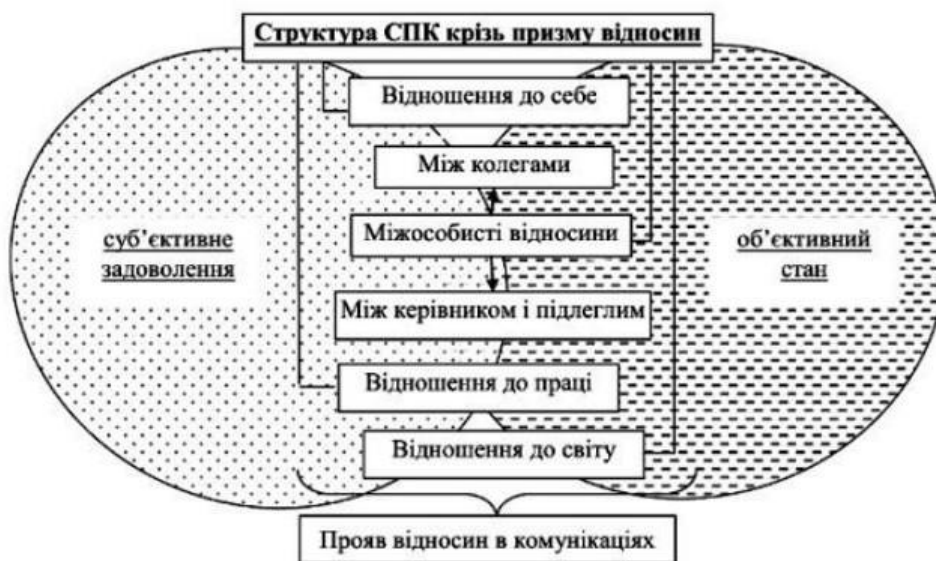 Структура СПК крізь призму відносин
Відношення до себе
Між колегами
суб’єктивне
задоволення
Міжособисті відносини
об’єктивний
стан
Між керівником і підлеглим
Відношення до праці
Відношення до світу
Прояв відносин в комунікаціях